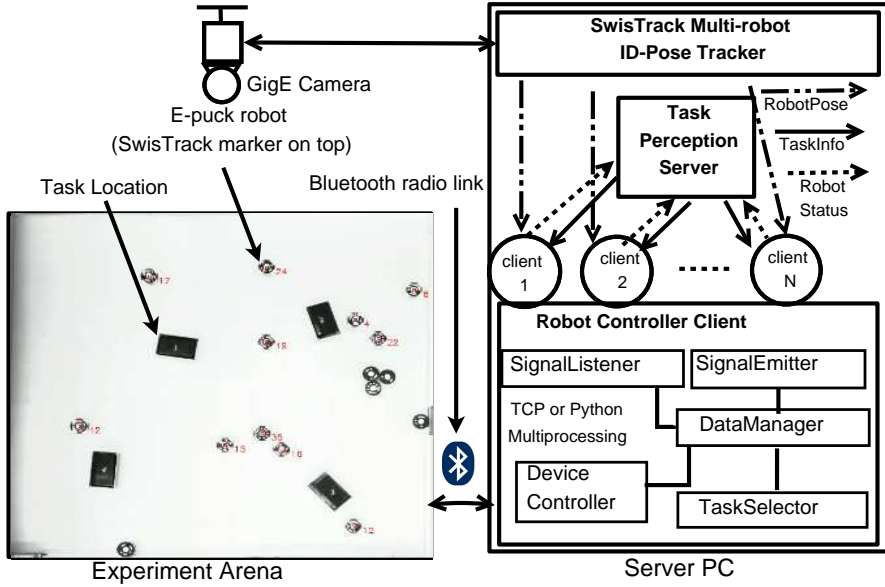 SwisTrack Multi-robot
ID-Pose Tracker
GigE Camera
E-puck robot
(SwisTrack marker on top)
Task Location
Bluetooth radio link
RobotPose
Task
Perception
Server
TaskInfo
Robot
Status
client
1
client
2
client
N
17
24
8
4
22
19
12
35
13
16
12
Robot Controller Client
SignalListener
SignalEmitter
TCP or Python
Multiprocessing
DataManager
Device
Controller
TaskSelector
Experiment Arena
Server PC